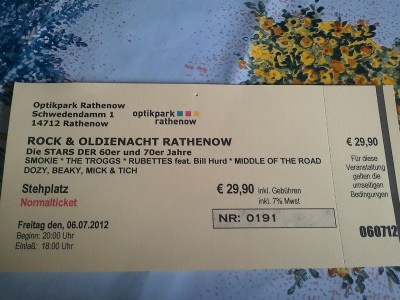 Optikpark Rathenow
Schwedendamm 1
14712 Rathenow
optikpark
rathenow
ROCK & OLDIENACHT RATHENOW
Die STARS DER 60er und 70er Jahre
SMOKIE * THE TROGGS * RUBETTES feat. Bill Hurd * MIDDLE OF THE ROAD
DOZY, BEAKY, MICK & TICH
Stehplatz
Normalticket
€ 29,90 inkl. Gebühren
inkl. 7% Mwst
NR: 0191
Freitag den, 06.07.2012
Beginn: 20:00 Uhr
Einlaß: 18:00 Uhr
€ 29,90
Für diese
Veranstaltung
gelten die
umseitigen
Bedingungen
060712